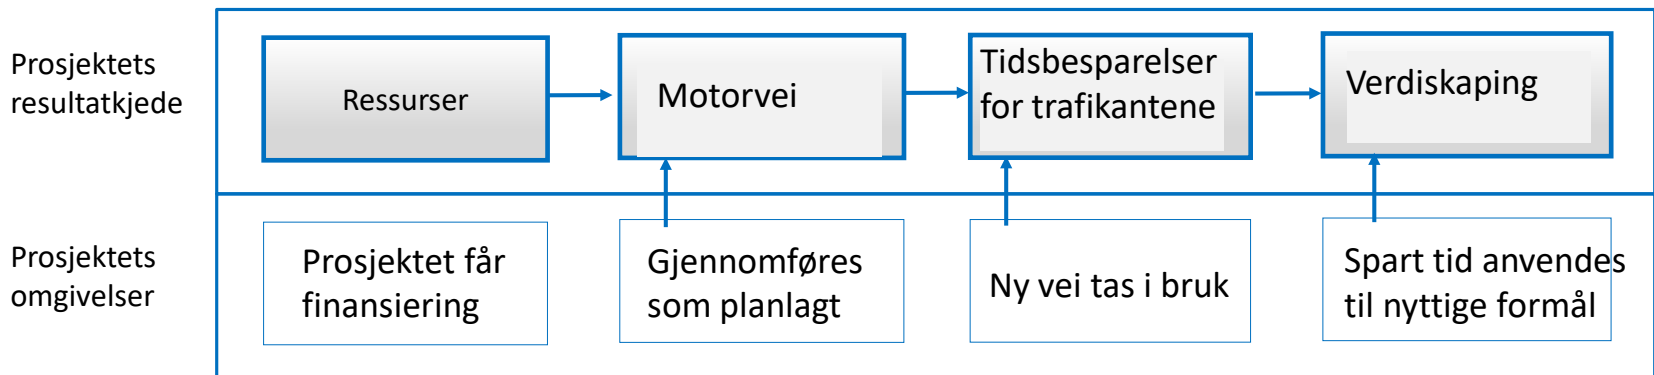 Prosjektets
resultatkjede
Ressurser
Motorvei
Tidsbesparelser
for trafikantene
Verdiskaping
Prosjektets
omgivelser
Prosjektet får
finansiering
Gjennomføres
som planlagt
Ny vei tas i bruk
Spart tid anvendes
til nyttige formål